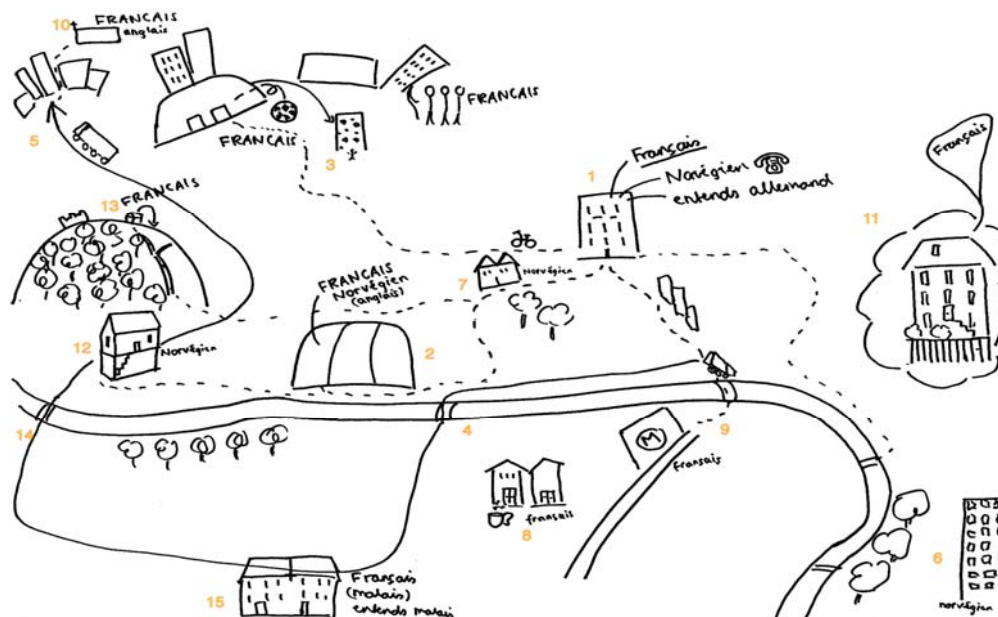 10
FRANCAIS
anglais
5
FRANCAIS
3
FRANCAIS
1
Français
Norvégien
entends allemand
Français
11
13
FRANCAIS
7
Norvégien
FRANCAIS
Norvégien
(anglais)
2
12
Norvégien
14
4
9
M
français
8
français
6
norvégien
15
Français
(malais)
entends malais